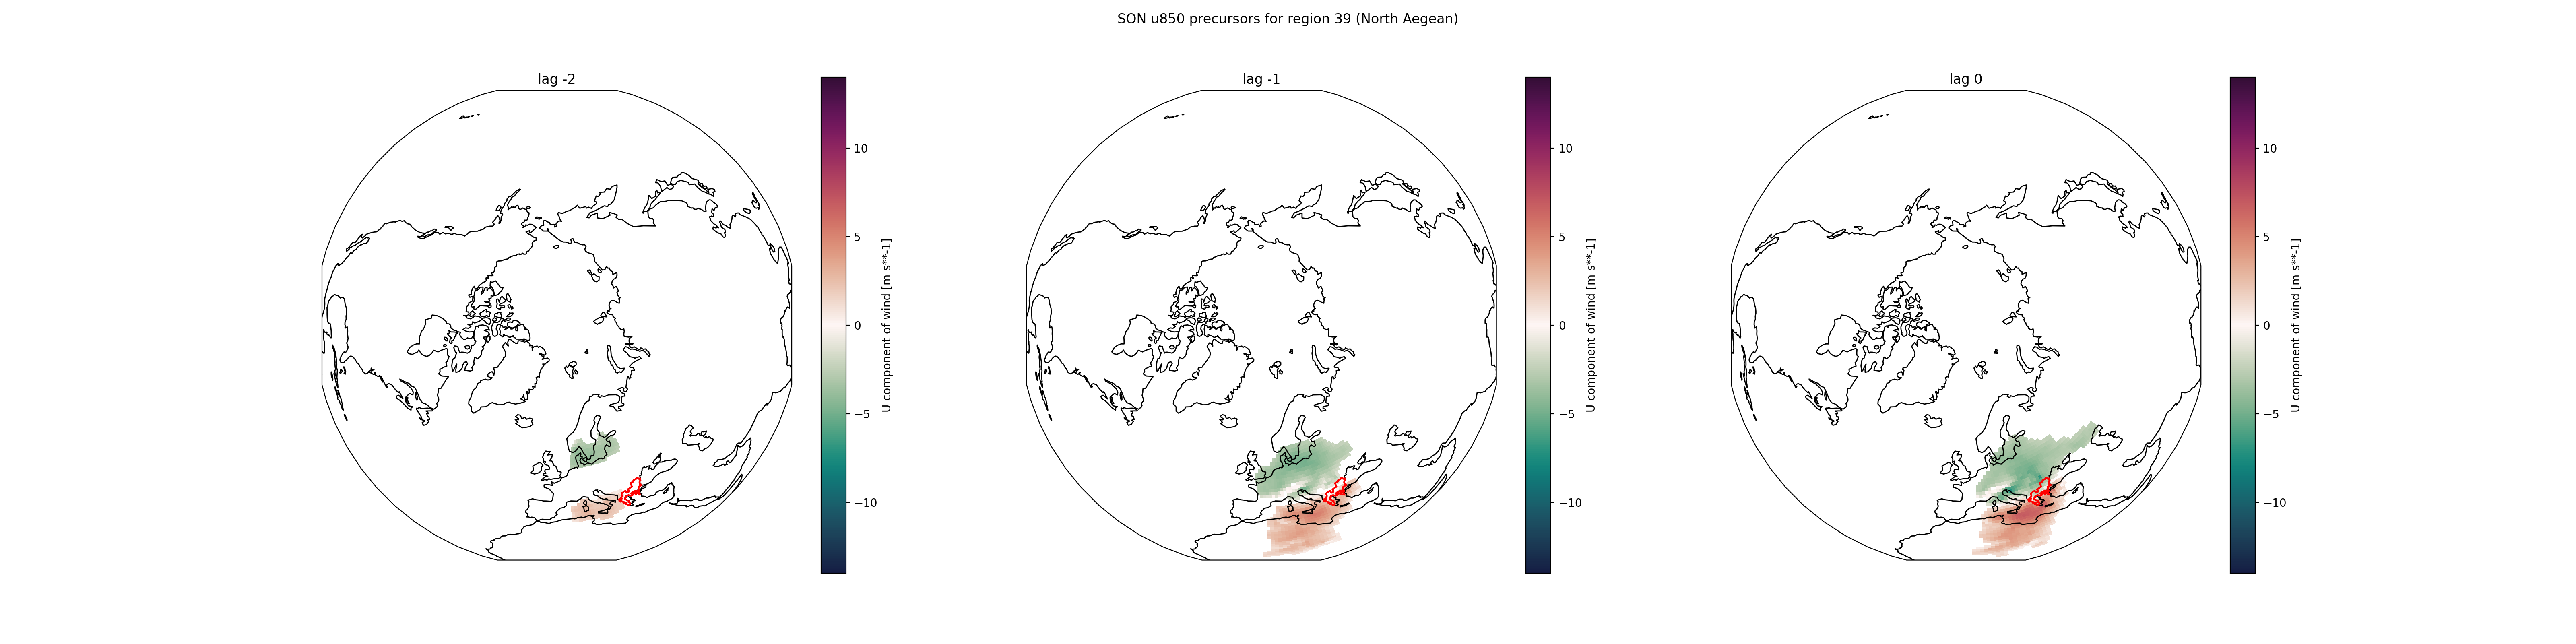 SON u850 precursors for region 39 (North Aegean)
lag -2
10
5
0
−5
−10
U component of wind [m s**-1]
lag -1
10
5
0
−5
−10
U component of wind [m s**-1]
lag 0
10
5
0
−5
−10
U component of wind [m s**-1]